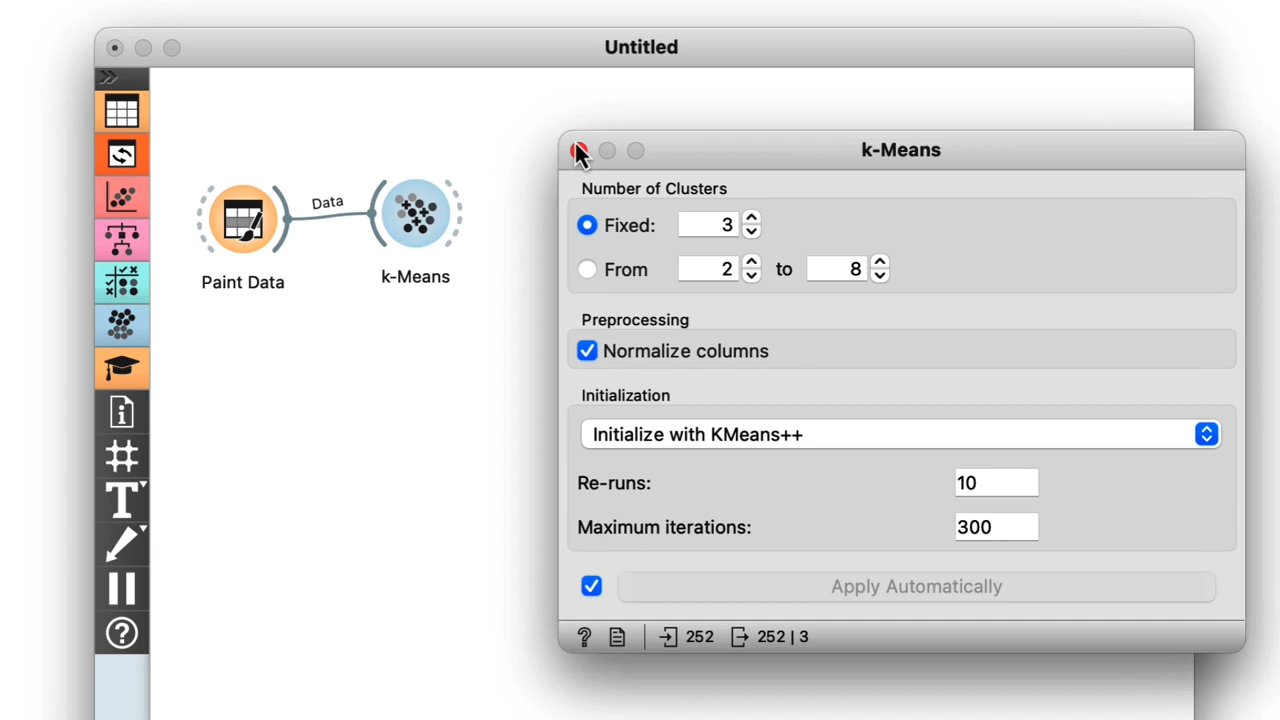 Untitled
Data
Paint Data
k-Means
k-Means
Number of Clusters
Fixed: 3
From 2 to 8
Preprocessing
Normalize columns
Initialization
Initialize with KMeans++
Re-runs: 10
Maximum iterations: 300
Apply Automatically
? 252 252 | 3